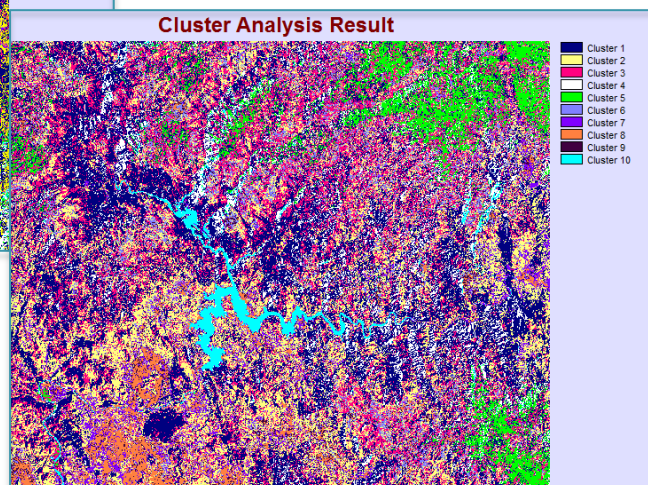 Cluster Analysis Result
Cluster 1
Cluster 2
Cluster 3
Cluster 4
Cluster 5
Cluster 6
Cluster 7
Cluster 8
Cluster 9
Cluster 10